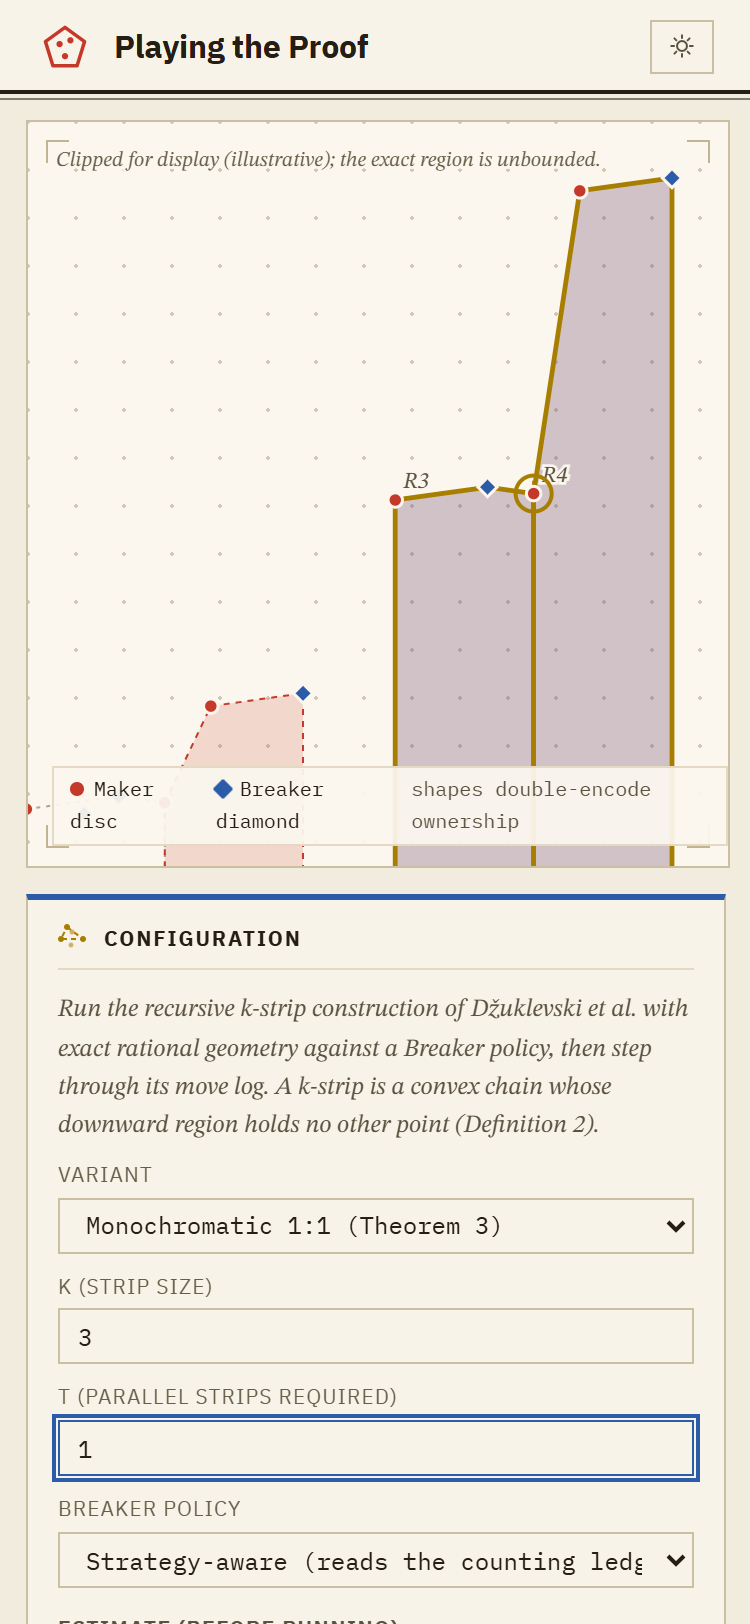 Playing the Proof
Clipped for display (illustrative); the exact region is unbounded.
R3
R4
Maker disc
Breaker diamond
shapes double-encode ownership
CONFIGURATION
Run the recursive k-strip construction of Džuklevski et al. with
exact rational geometry against a Breaker policy, then step
through its move log. A k-strip is a convex chain whose
downward region holds no other point (Definition 2).
VARIANT
Monochromatic 1:1 (Theorem 3)
K (STRIP SIZE)
3
T (PARALLEL STRIPS REQUIRED)
1
BREAKER POLICY
Strategy-aware (reads the counting ledg
ESTIMATE (BEFORE RUNNING)